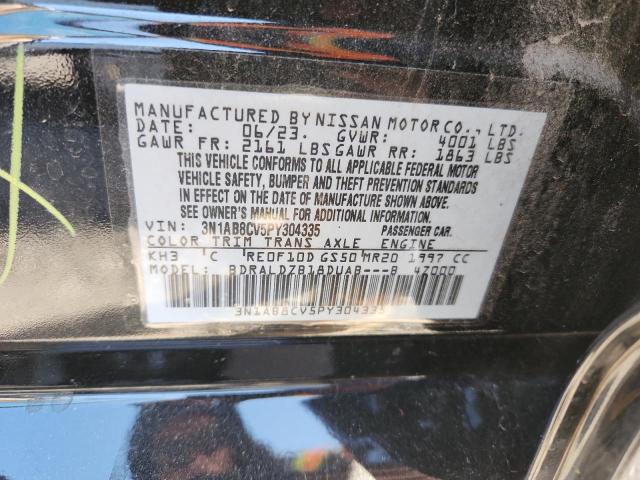 MANUFACTURED BY NISSAN MOTOR CO., LTD.
DATE: 06/23. GVWR: 4001 LBS
GAWR FR: 2161 LBS GAWR RR: 1863 LBS
THIS VEHICLE CONFORMS TO ALL APPLICABLE FEDERAL MOTOR
VEHICLE SAFETY, BUMPER AND THEFT PREVENTION STANDARDS
IN EFFECT ON THE DATE OF MANUFACTURE SHOWN ABOVE.
SEE OWNER'S MANUAL FOR ADDITIONAL INFORMATION
VIN: 3N1AB8CV5PY304335 PASSENGER CAR.
COLOR TRIM TRANS AXLE ENGINE
KH3 C RE0F10D GS50 MR20 1997 CC
BDRALDZB18DUAB---B 4Z000
3N1AB8CV5PY304335